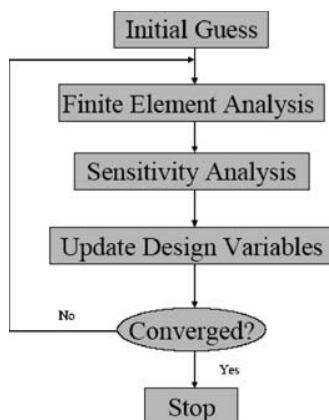 Initial Guess
Finite Element Analysis
Sensitivity Analysis
Update Design Variables
No
Converged?
Yes
Stop